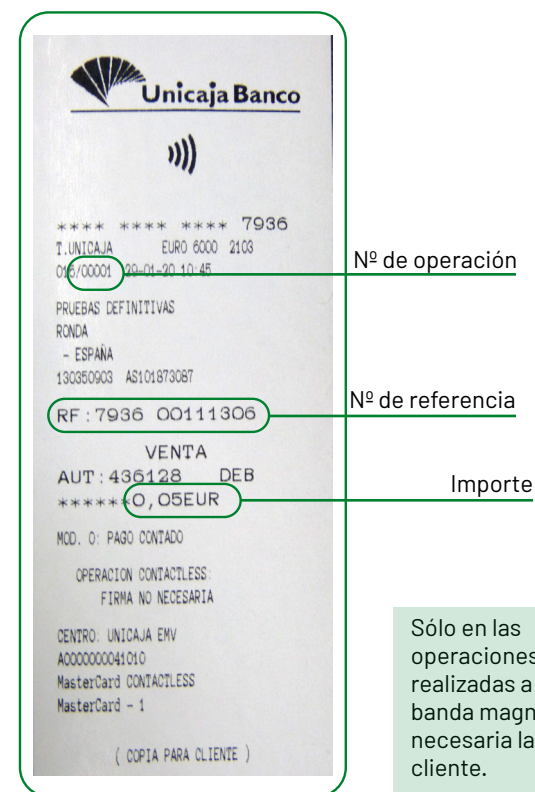 Unicaja Banco
**** **** **** 7936
T.UNICAJA EURO 6000 2103
016/00001 29-01-20 10:45
Nº de operación
PRUEBAS DEFINITIVAS
RONDA
- ESPAÑA
130350903 AS101873087
RF:7936 00111306
Nº de referencia
VENTA
AUT:436128 DEB
******0,05EUR
Importe
MOD. 0: PAGO CONTADO
OPERACION CONTACTLESS:
FIRMA NO NECESARIA
CENTRO: UNICAJA EMV
A0000000041010
MasterCard CONTACTLESS
MasterCard - 1
( COPIA PARA CLIENTE )
Sólo en las
operaciones
realizadas a
banda magn
necesaria la
cliente.